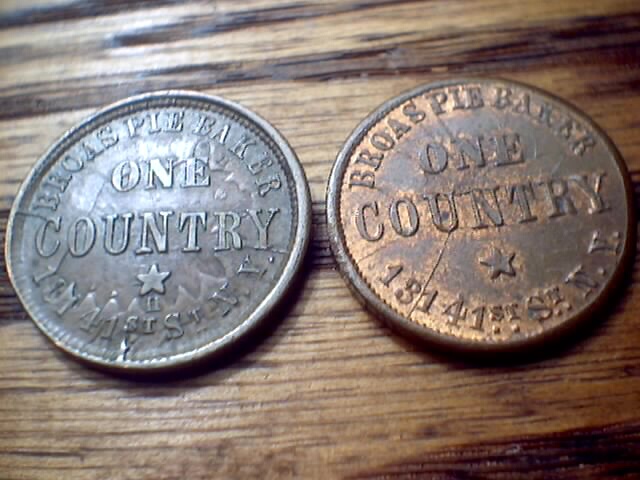 BROAS PIE BAKER
ONE
COUNTRY
131 41ST ST. N.Y.
BROAS PIE BAKER
ONE
COUNTRY
131 41ST ST. N.Y.